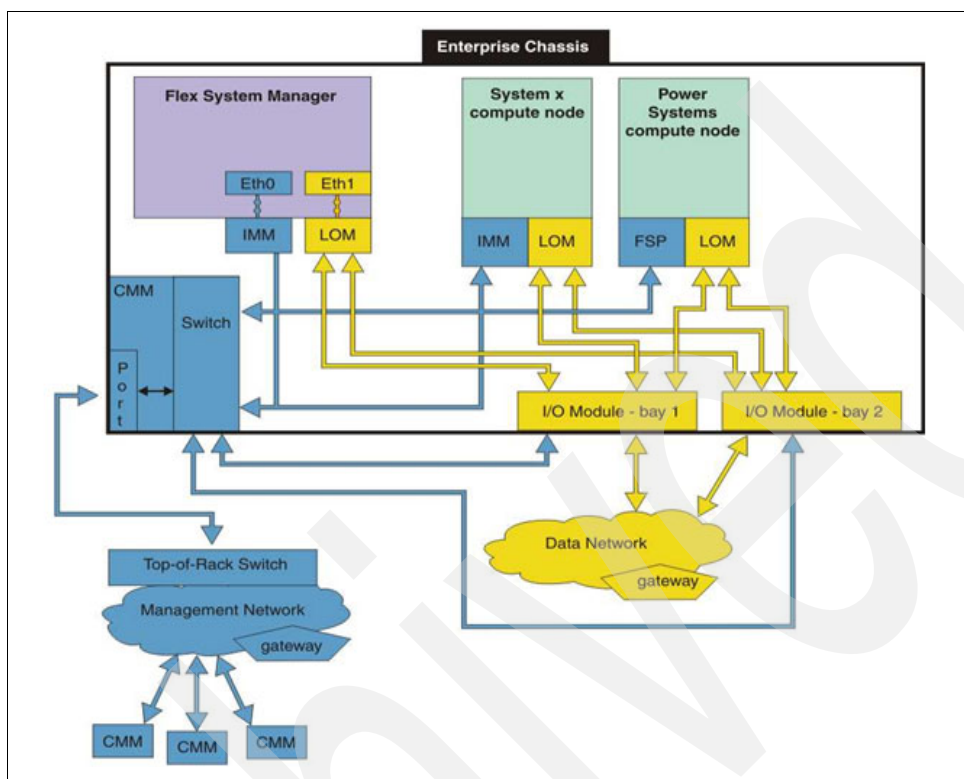 Enterprise Chassis
Flex System Manager
System x
compute node
Power
Systems
compute node
Eth0
Eth1
IMM
LOM
IMM
LOM
FSP
LOM
CMM
Switch
P
o
r
t
I/O Module - bay 1
I/O Module - bay 2
Data Network
gateway
Top-of-Rack Switch
Management Network
gateway
CMM
CMM
CMM